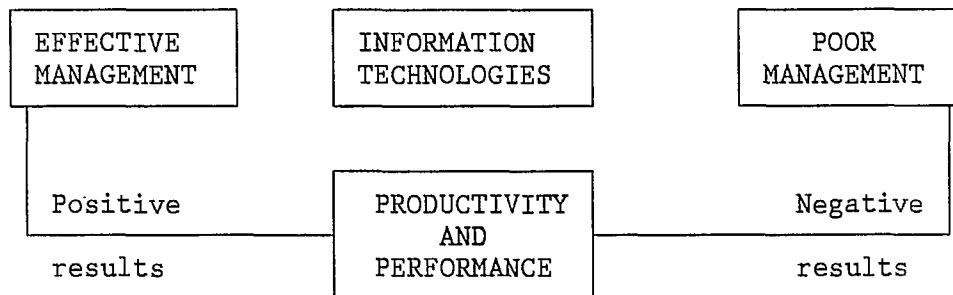 EFFECTIVE
MANAGEMENT
INFORMATION
TECHNOLOGIES
POOR
MANAGEMENT
Positive
results
PRODUCTIVITY
AND
PERFORMANCE
Negative
results